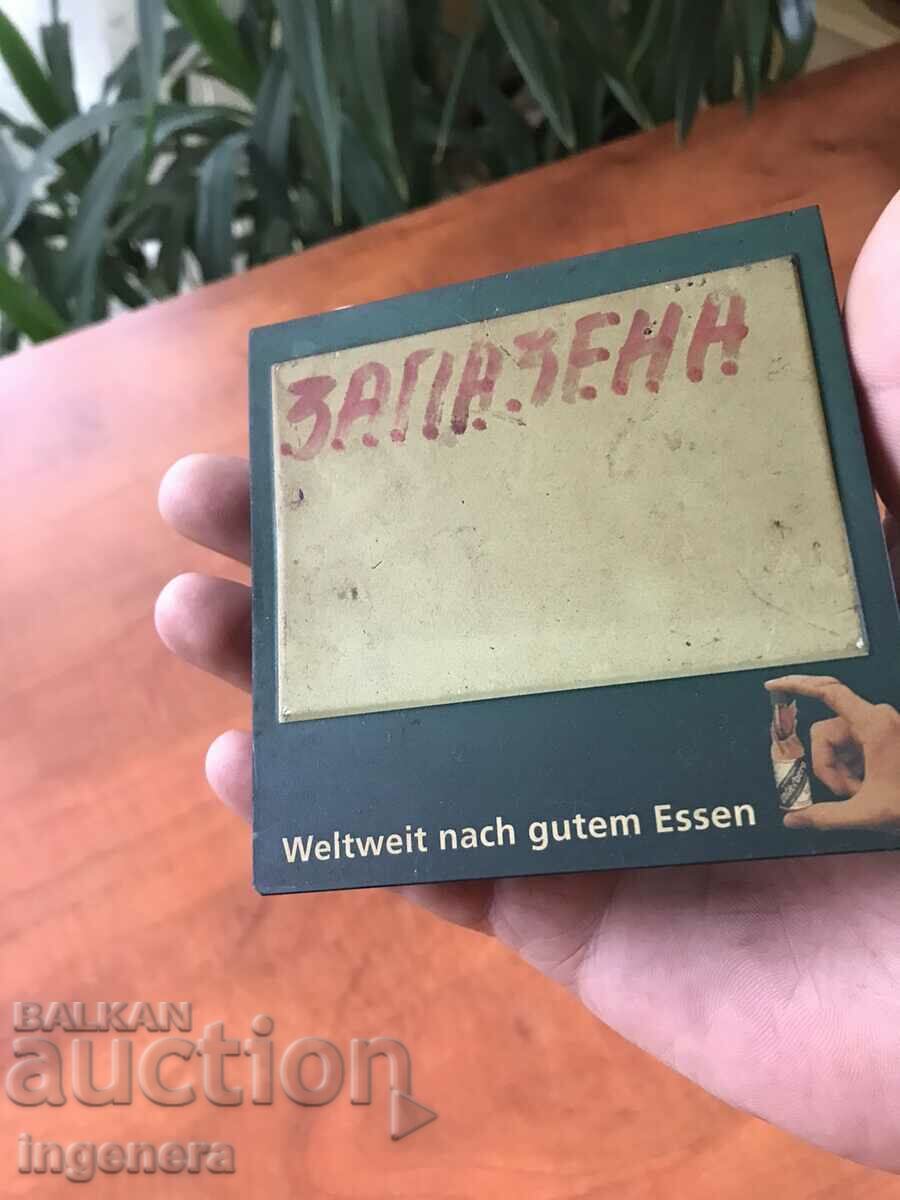 ЗАПАЗЕНА
Weltweit nach gutem Essen
BALKAN
auction
ingenera